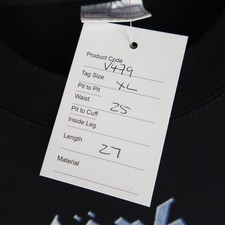 Product Code
V479
Tag Size XL
Pit to Pit
Waist 25
Pit to Cuff
Inside Leg
Length 27
Material